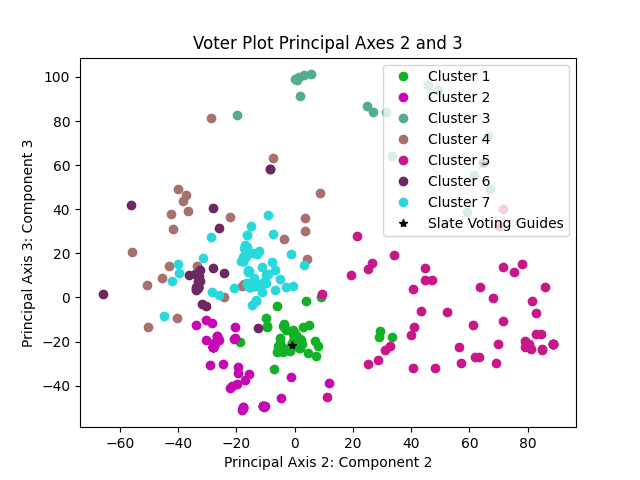 Voter Plot Principal Axes 2 and 3
Principal Axis 3: Component 3
100
80
60
40
20
0
−20
−40
Cluster 1
Cluster 2
Cluster 3
Cluster 4
Cluster 5
Cluster 6
Cluster 7
Slate Voting Guides
−60
−40
−20
0
20
40
60
80
Principal Axis 2: Component 2